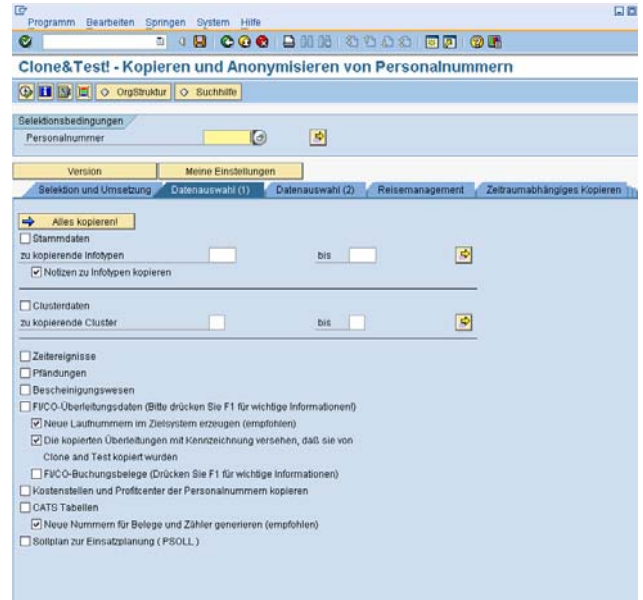 Programm Bearbeiten Springen System Hilfe
Clone&Test! - Kopieren und Anonymisieren von Personalnummern
OrgStruktur Suchhilfe
Selektionsbedingungen
Personalnummer
Version Meine Einstellungen
Selektion und Umsetzung Datenauswahl (1) Datenauswahl (2) Reisemanagement Zeitraumabhängiges Kopieren
Alles kopieren!
Stammdaten
zu kopierende Infotypen bis
Notizen zu Infotypen kopieren
Clusterdaten
zu kopierende Cluster bis
Zeitereignisse
Pfändungen
Bescheinigungswesen
FI/CO-Überleitungsdaten (Bitte drücken Sie F1 für wichtige Informationen!)
Neue Laufnummern im Zielsystem erzeugen (empfohlen)
Die kopierten Überleitungen mit Kennzeichnung versehen, daß sie von
Clone and Test kopiert wurden
FI/CO-Buchungsbelege (Drücken Sie F1 für wichtige Informationen)
Kostenstellen und Profitcenter der Personalnummern kopieren
CATS Tabellen
Neue Nummern für Belege und Zähler generieren (empfohlen)
Sollplan zur Einsatzplanung ( PSOLL )